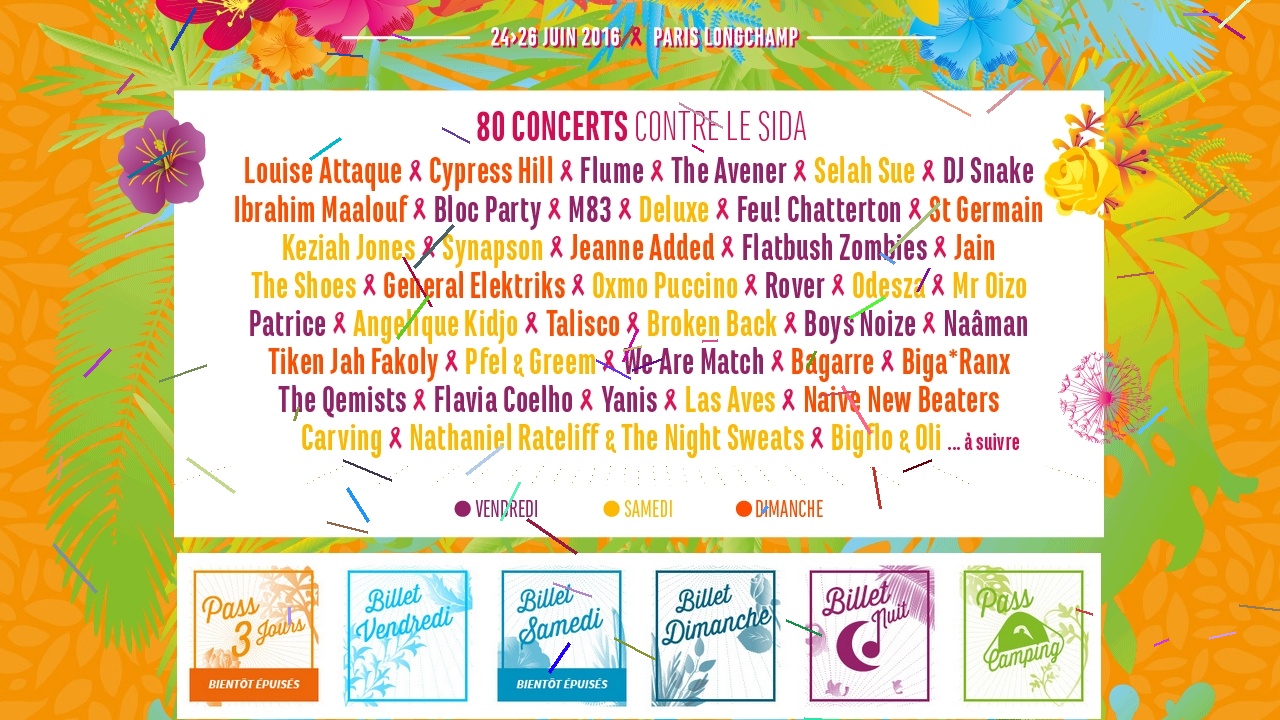 24>26 JUIN 2016 PARIS LONGCHAMP
80 CONCERTS CONTRE LE SIDA
Louise Attaque Cypress Hill Flume The Avener Selah Sue DJ Snake
Ibrahim Maalouf Bloc Party M83 Deluxe Feu! Chatterton St Germain
Keziah Jones Synapson Jeanne Added Flatbush Zombies Jain
The Shoes General Elektriks Oxmo Puccino Rover Odesza Mr Oizo
Patrice Angelique Kidjo Talisco Broken Back Boys Noize Naâman
Tiken Jah Fakoly Pfel & Greem We Are Match Bagarre Biga*Ranx
The Qemists Flavia Coelho Yanis Las Aves Naive New Beaters
Carving Nathaniel Rateliff & The Night Sweats Bigflo & Oli ... à suivre
VENDREDI SAMEDI DIMANCHE
Pass 3 Jours
BIENTÔT ÉPUISÉS
Billet Vendredi
Billet Samedi
BIENTÔT ÉPUISÉS
Billet Dimanche
Billet Nuit
Pass Camping